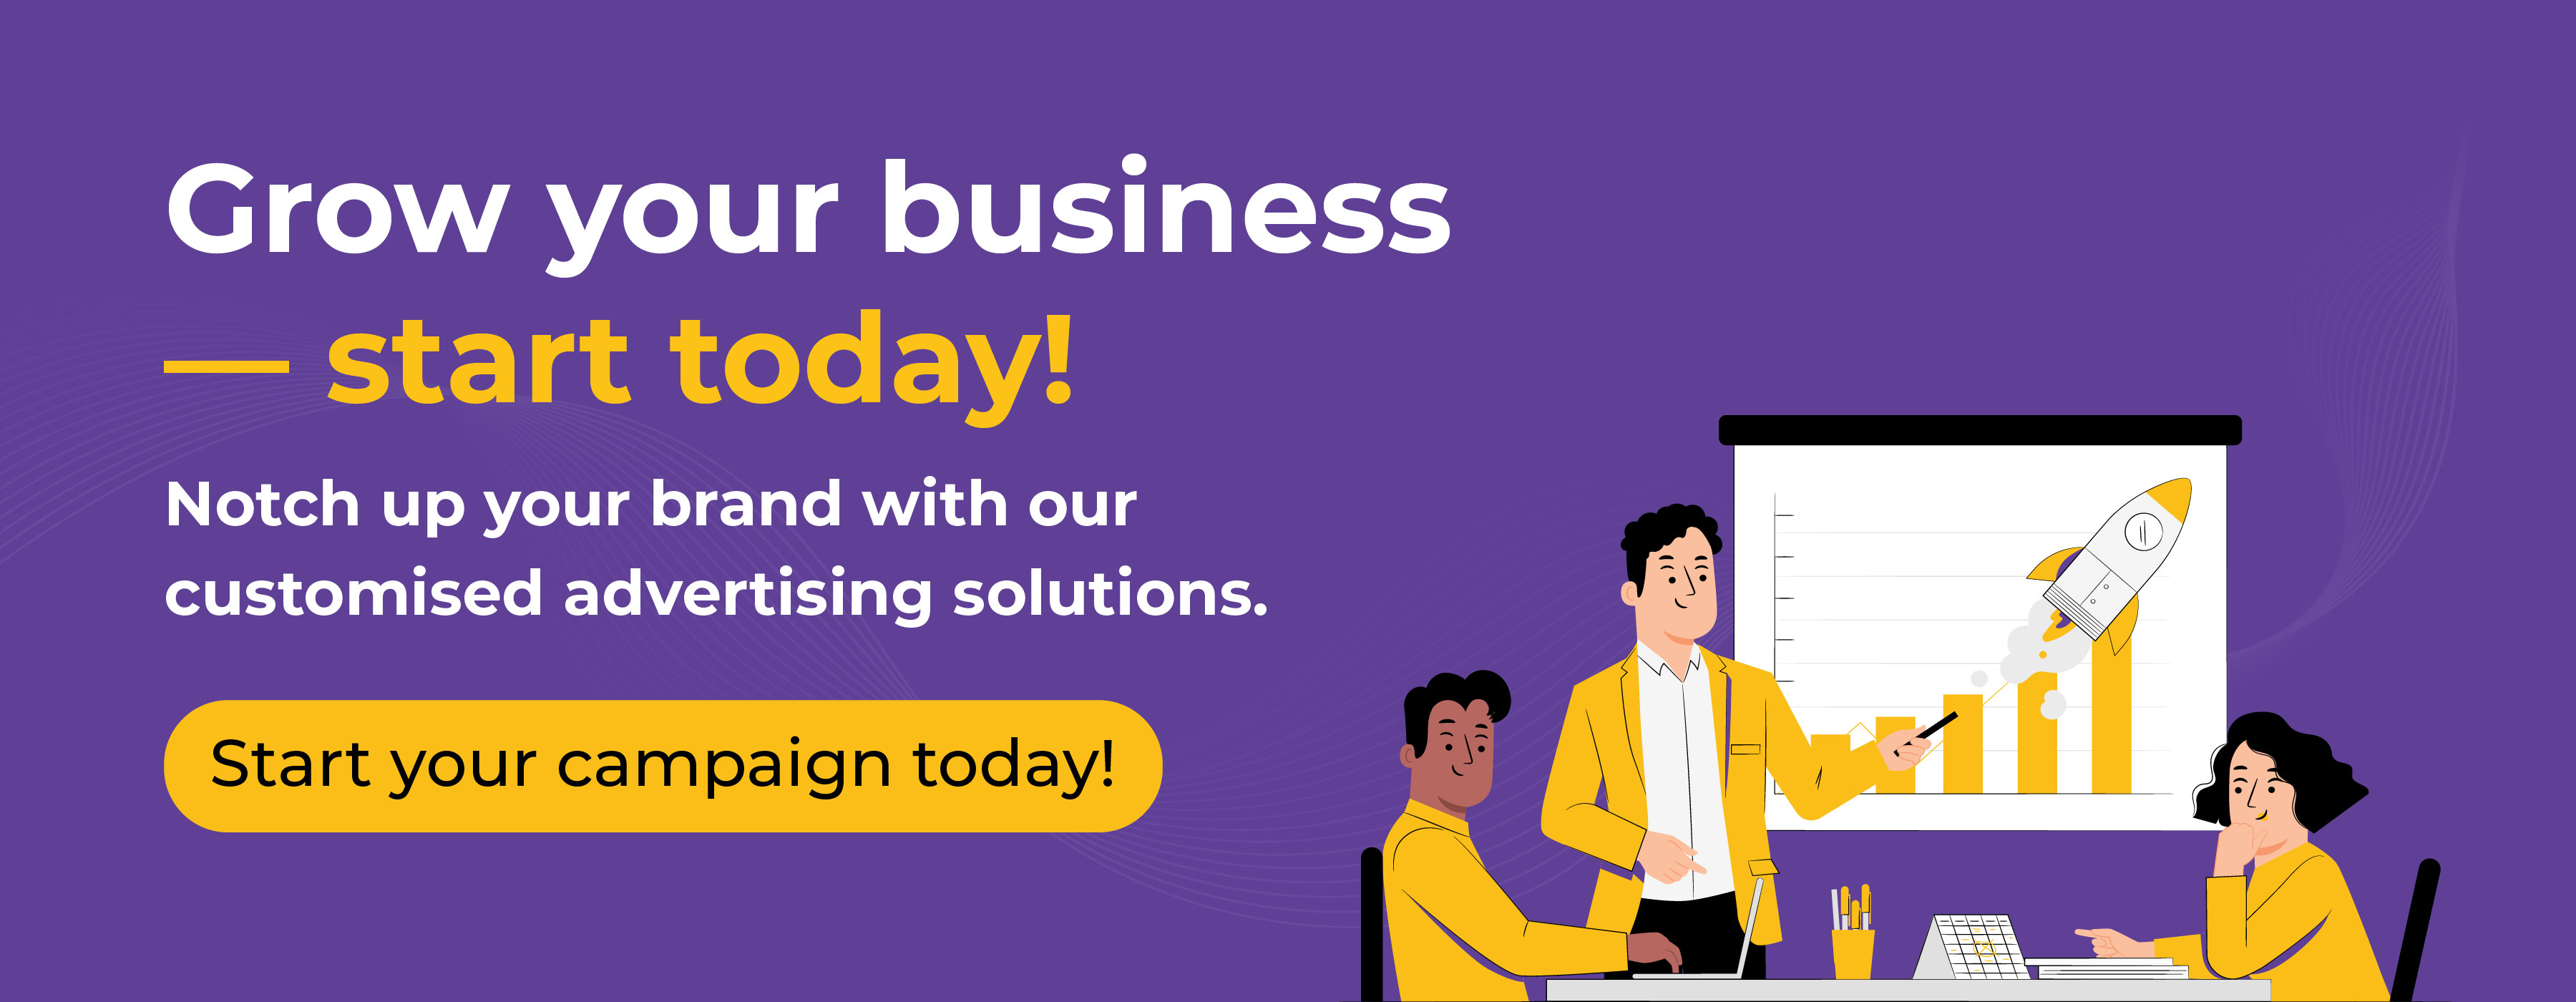 Grow your business
— start today!
Notch up your brand with our
customised advertising solutions.
Start your campaign today!